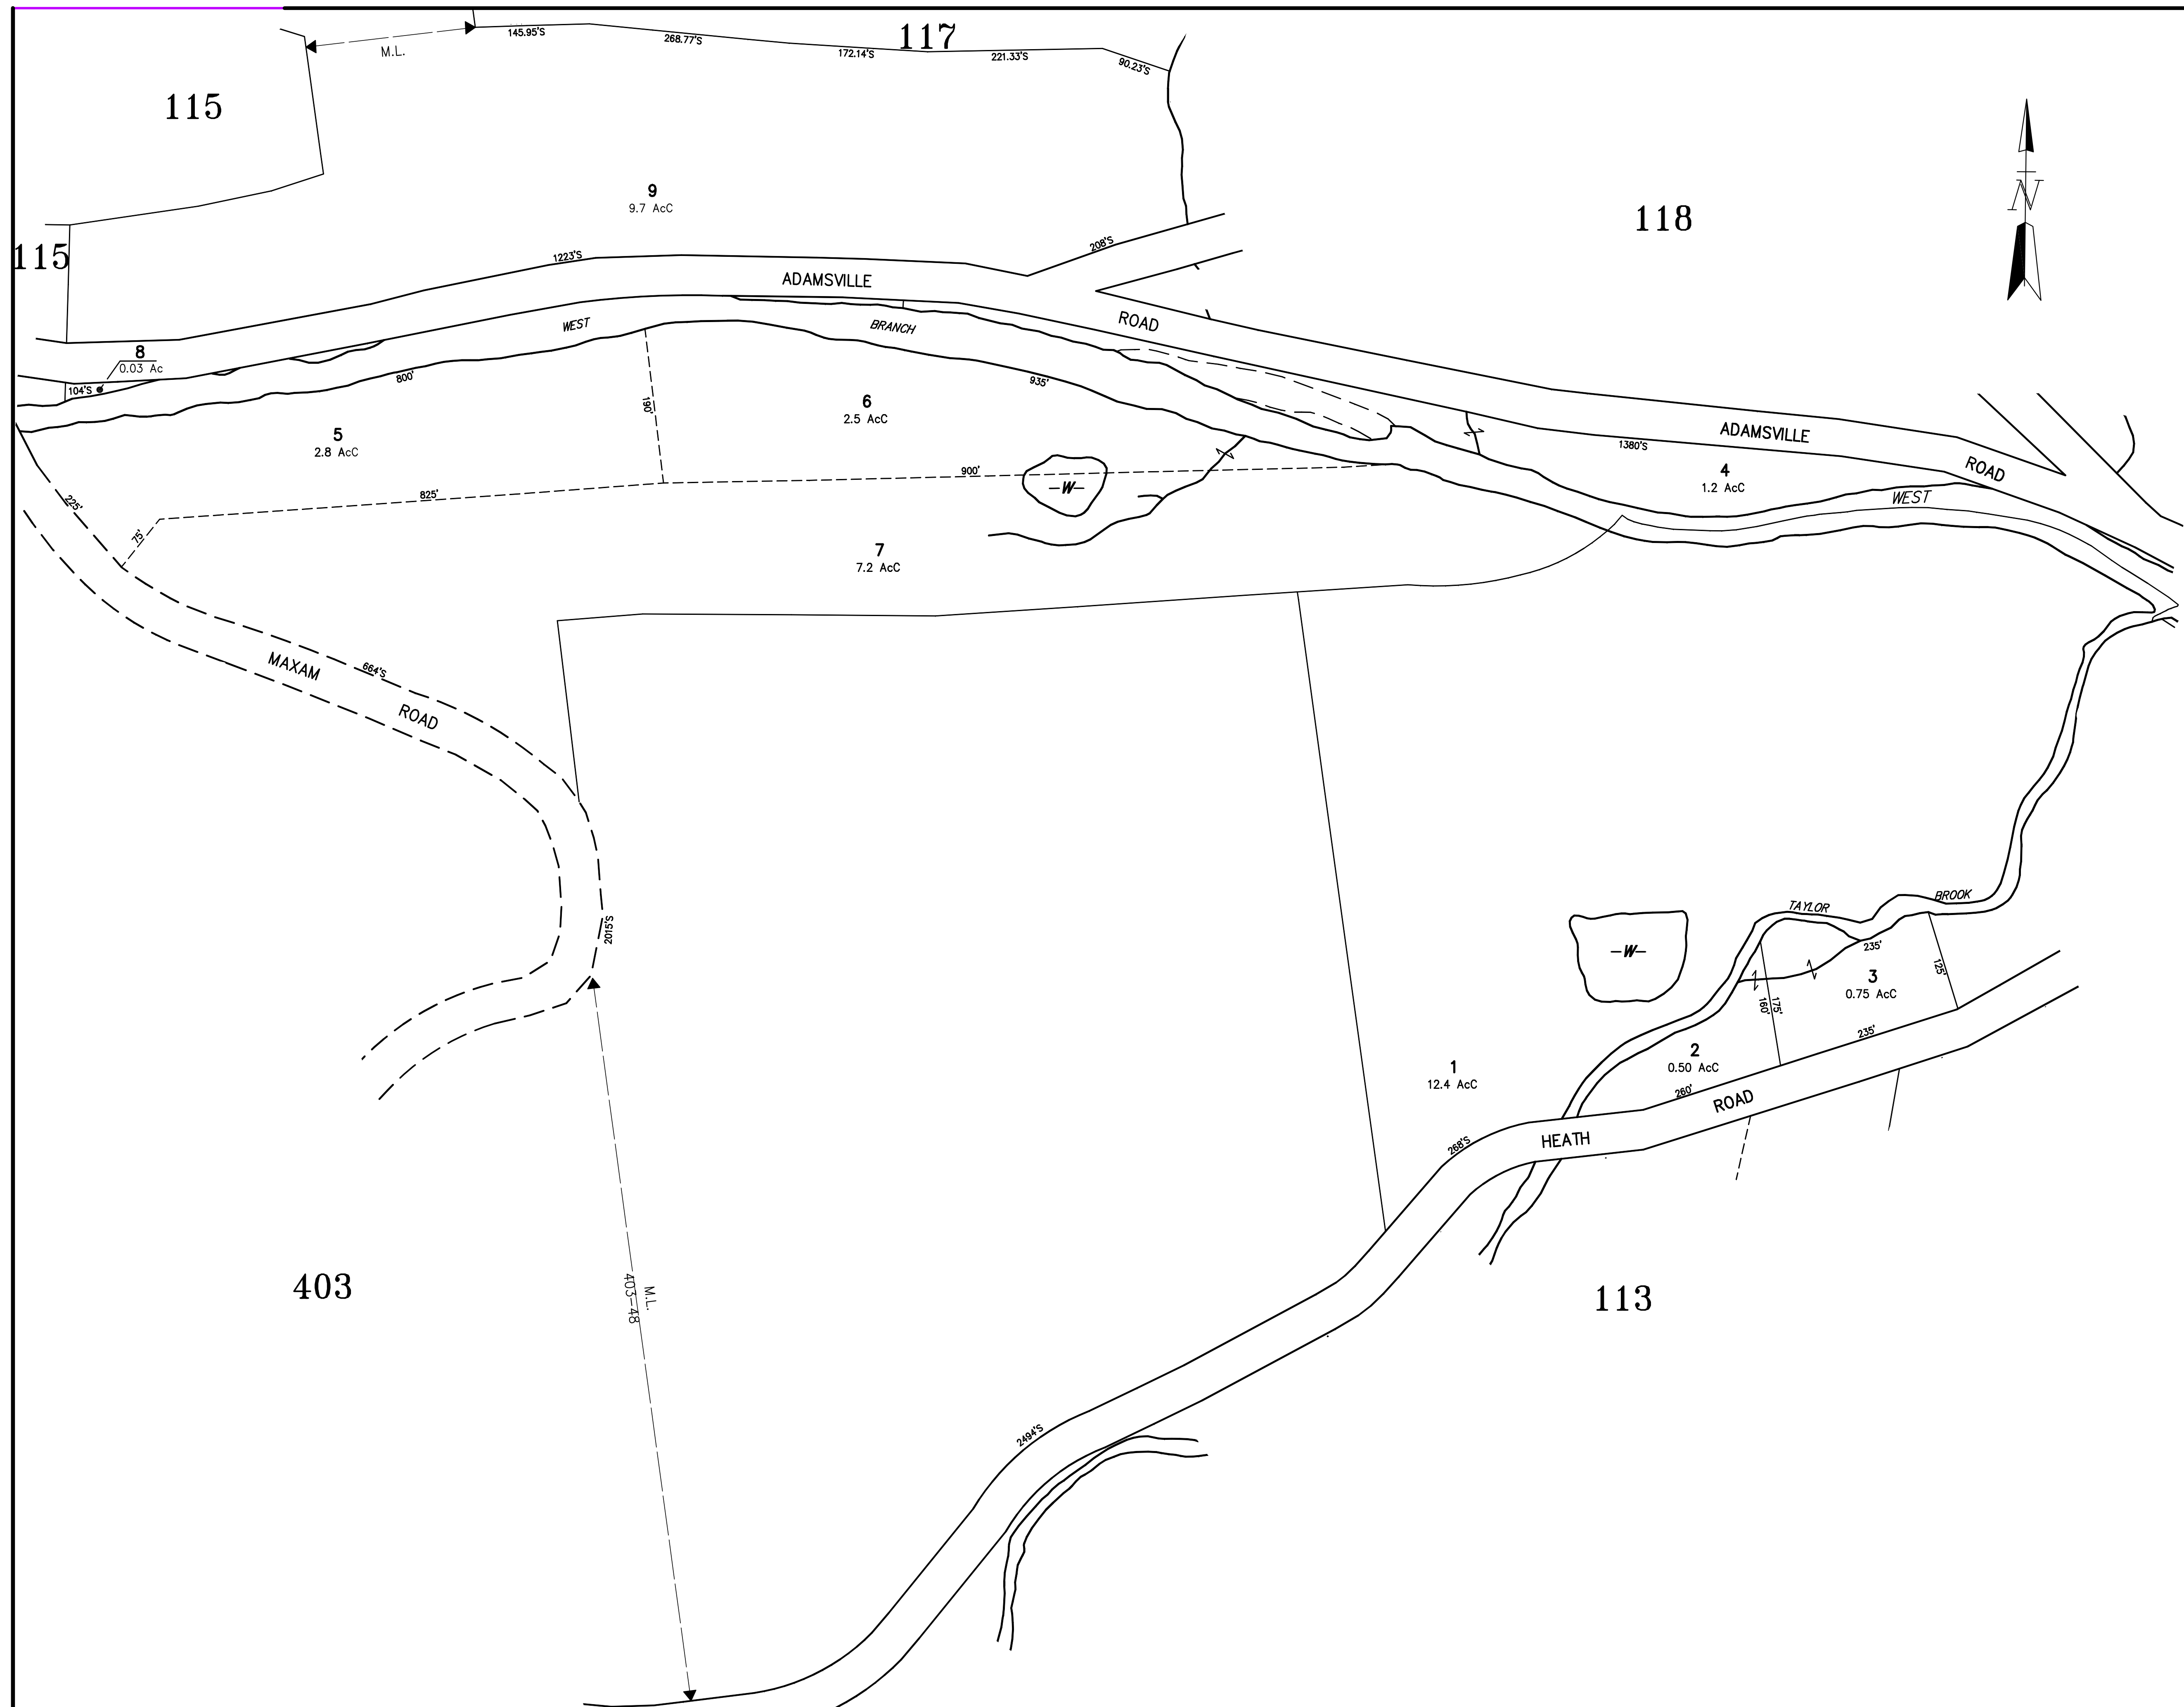 117
145.95'S
268.77'S
172.14'S
221.33'S
90.23'S
M.L.
115
9
9.7 AcC
118
N
115
1223'S
208'S
ADAMSVILLE
ROAD
WEST
BRANCH
8
0.03 Ac
104'S
800'
190'
935'
6
2.5 AcC
5
2.8 AcC
ADAMSVILLE
ROAD
1380'S
4
1.2 AcC
WEST
900'
-W-
825'
225'
75'
7
7.2 AcC
MAXAM
664'S
ROAD
2015'S
TAYLOR
BROOK
-W-
235'
125'
3
0.75 AcC
175'
160'
235'
2
0.50 AcC
1
12.4 AcC
260'
ROAD
HEATH
268'S
403
M.L.
403-48
113
2494'S